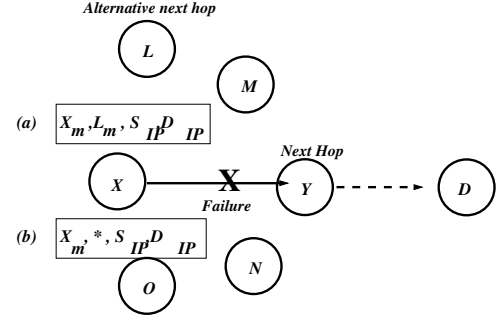 Alternative next hop
L
M
(a) X_m, L_m, S_IP, D_IP
Next Hop
X
X
Y
D
Failure
(b) X_m, *, S_IP, D_IP
N
O